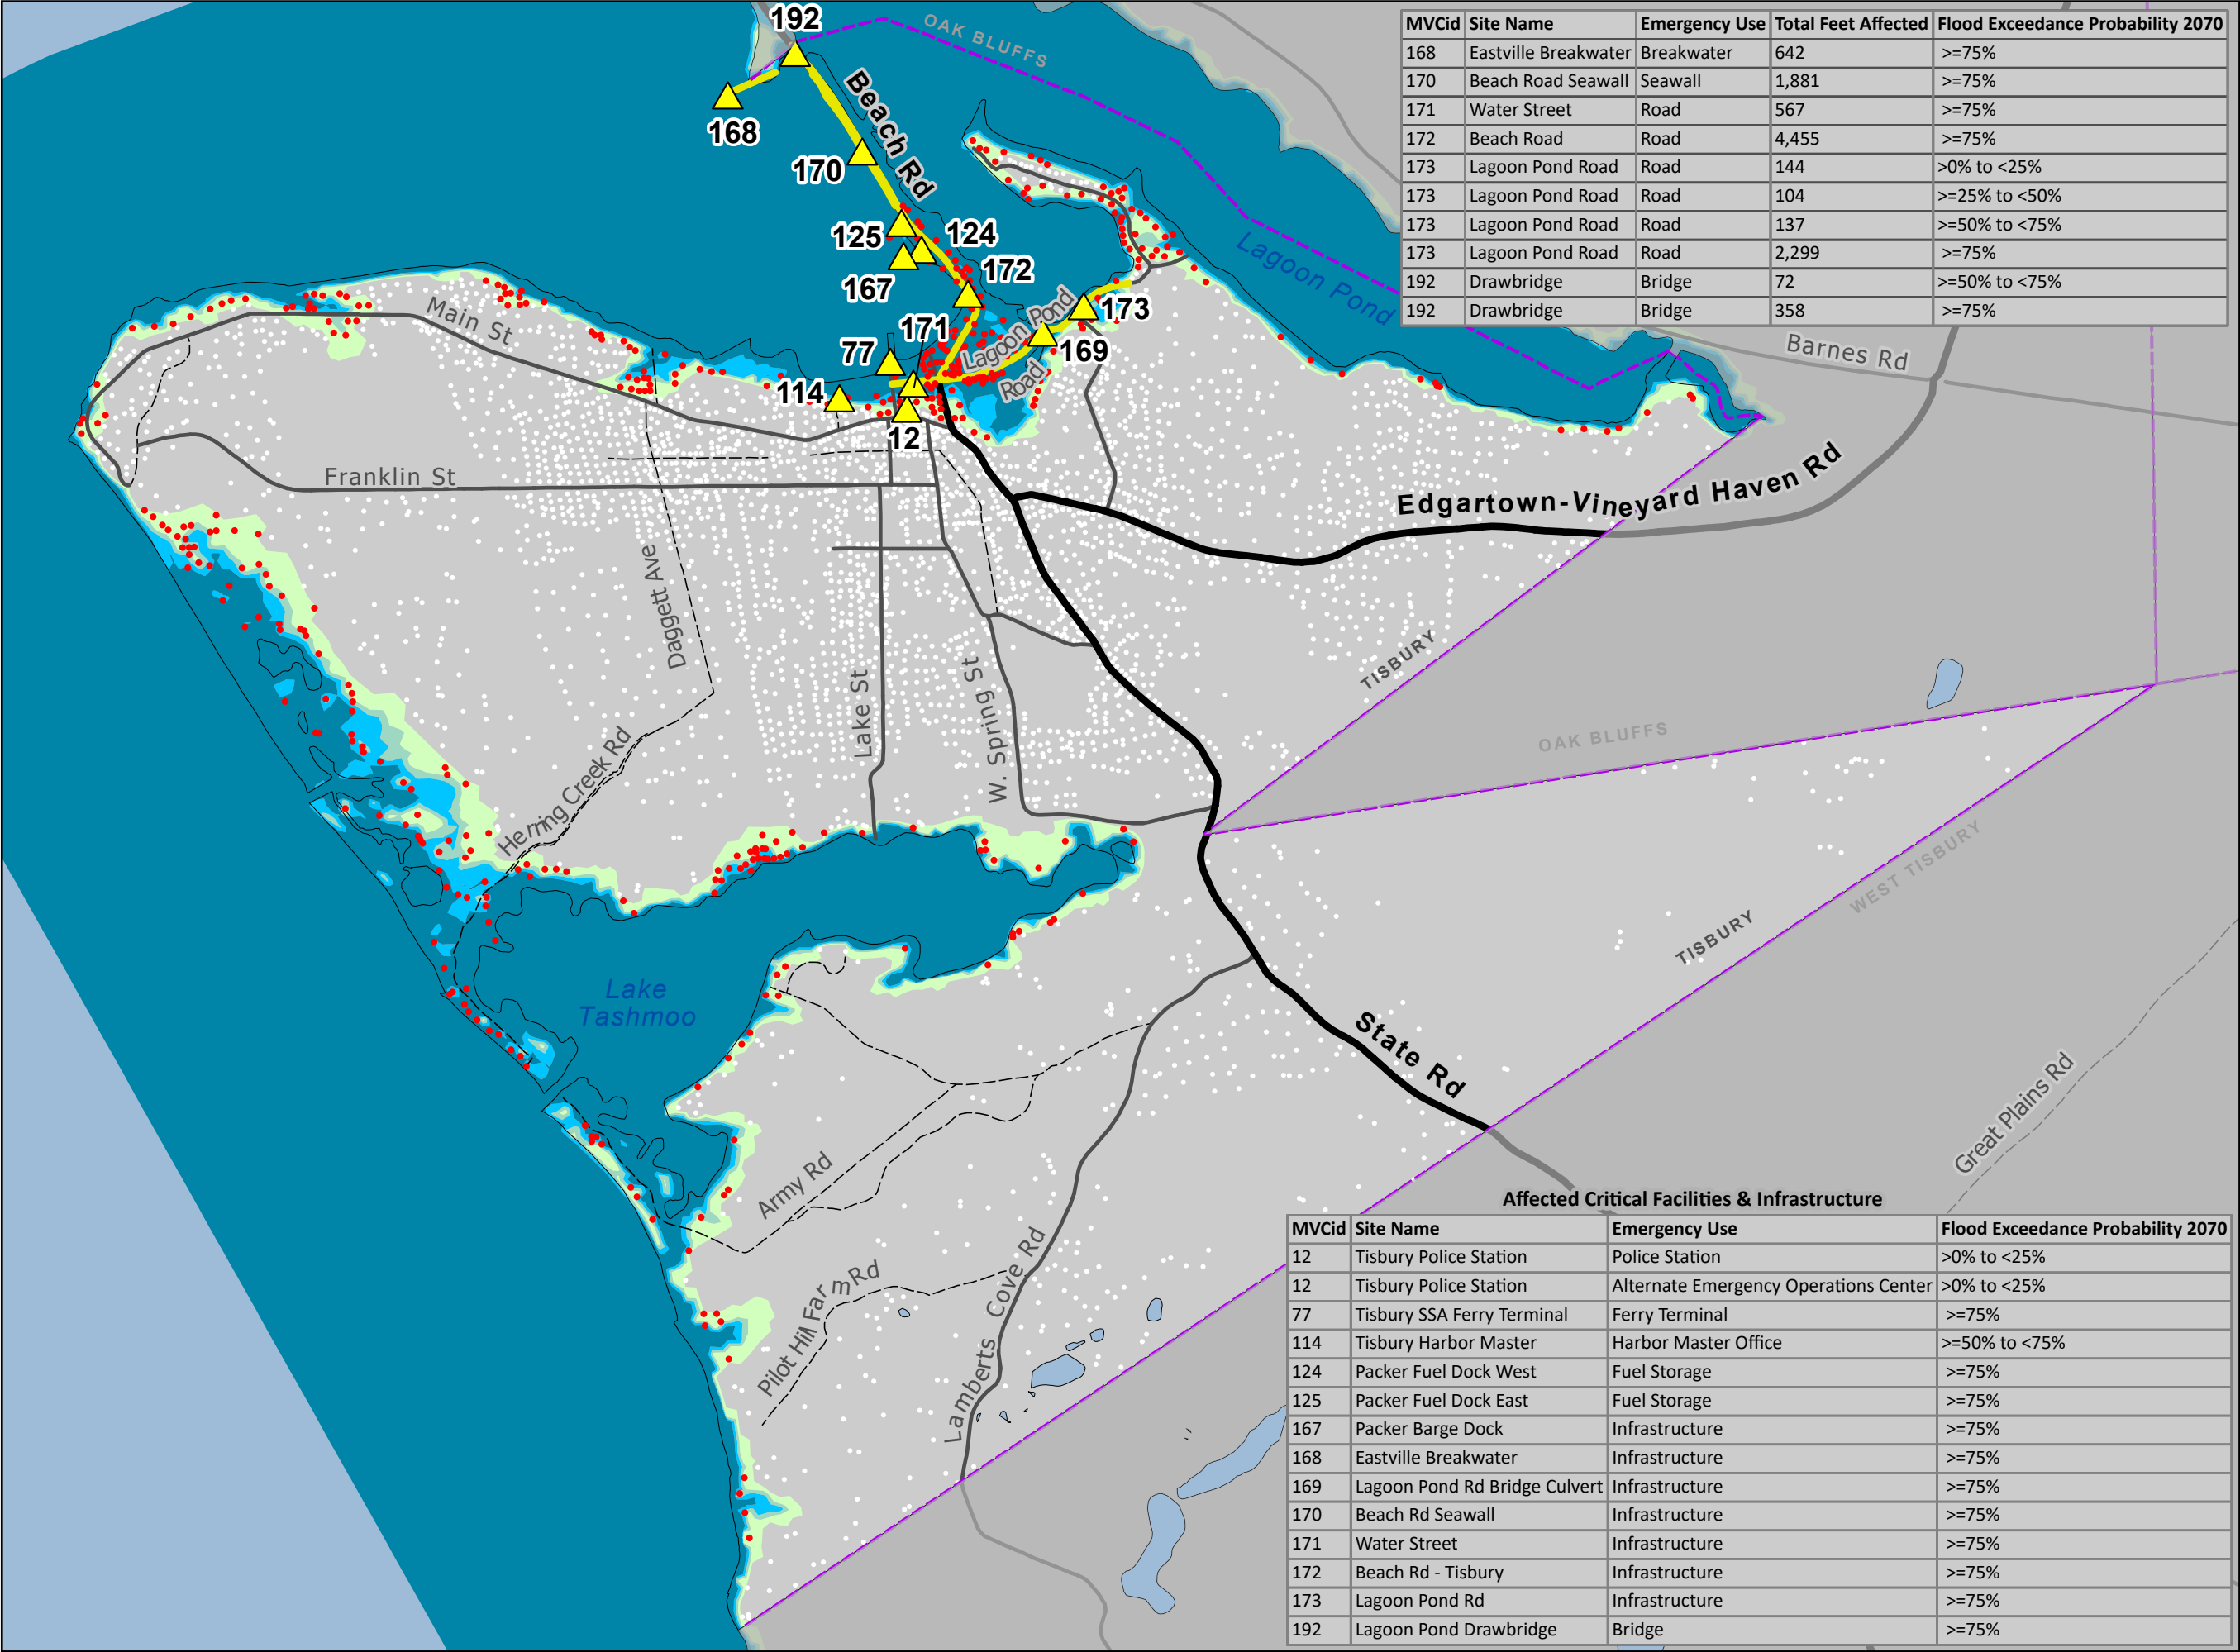 192
OAK BLUFFS
168
Beach Rd
170
125
124
167
172
Lagoon Pond
173
171
Lagoon Pond
Road
169
77
114
12
Main St
Franklin St
Daggett Ave
Lake St
W. Spring St
Herring Creek Rd
Lake
Tashmoo
Edgartown-Vineyard Haven Rd
Barnes Rd
TISBURY
OAK BLUFFS
WEST TISBURY
TISBURY
State Rd
Great Plains Rd
Army Rd
Pilot Hill Farm Rd
Lamberts Cove Rd
MVCid Site Name Emergency Use Total Feet Affected Flood Exceedance Probability 2070
168 Eastville Breakwater Breakwater 642 >=75%
170 Beach Road Seawall Seawall 1,881 >=75%
171 Water Street Road 567 >=75%
172 Beach Road Road 4,455 >=75%
173 Lagoon Pond Road Road 144 >0% to <25%
173 Lagoon Pond Road Road 104 >=25% to <50%
173 Lagoon Pond Road Road 137 >=50% to <75%
173 Lagoon Pond Road Road 2,299 >=75%
192 Drawbridge Bridge 72 >=50% to <75%
192 Drawbridge Bridge 358 >=75%
Affected Critical Facilities & Infrastructure
MVCid Site Name Emergency Use Flood Exceedance Probability 2070
12 Tisbury Police Station Police Station >0% to <25%
12 Tisbury Police Station Alternate Emergency Operations Center >0% to <25%
77 Tisbury SSA Ferry Terminal Ferry Terminal >=75%
114 Tisbury Harbor Master Harbor Master Office >=50% to <75%
124 Packer Fuel Dock West Fuel Storage >=75%
125 Packer Fuel Dock East Fuel Storage >=75%
167 Packer Barge Dock Infrastructure >=75%
168 Eastville Breakwater Infrastructure >=75%
169 Lagoon Pond Rd Bridge Culvert Infrastructure >=75%
170 Beach Rd Seawall Infrastructure >=75%
171 Water Street Infrastructure >=75%
172 Beach Rd - Tisbury Infrastructure >=75%
173 Lagoon Pond Rd Infrastructure >=75%
192 Lagoon Pond Drawbridge Bridge >=75%